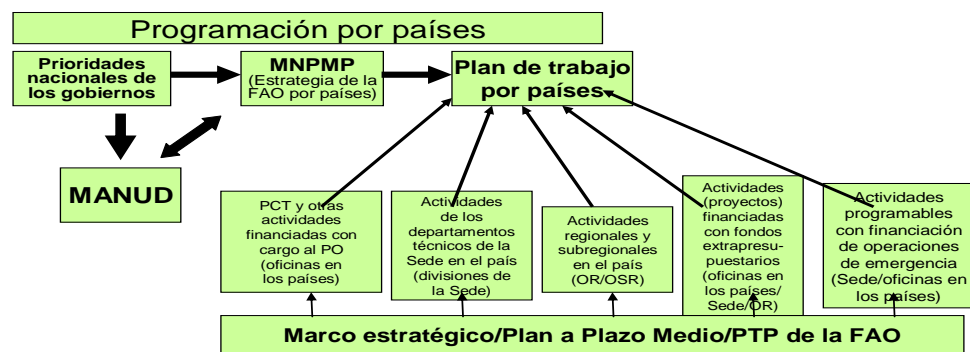 Programación por países
Prioridades
nacionales de
los gobiernos
MNPMP
(Estrategia de la
FAO por países)
Plan de trabajo
por países
MANUD
PCT y otras
actividades
financiadas con
cargo al PO
(oficinas en
los países)
Actividades
de los
departamentos
técnicos de la
Sede en el país
(divisiones de
la Sede)
Actividades
regionales y
subregionales
en el país
(OR/OSR)
Actividades
(proyectos)
financiadas
con fondos
extrapresu-
puestarios
(oficinas en
los países/
Sede/OR)
Actividades
programables
con financiación
de operaciones
de emergencia
(Sede/oficinas en
los países)
Marco estratégico/Plan a Plazo Medio/PTP de la FAO